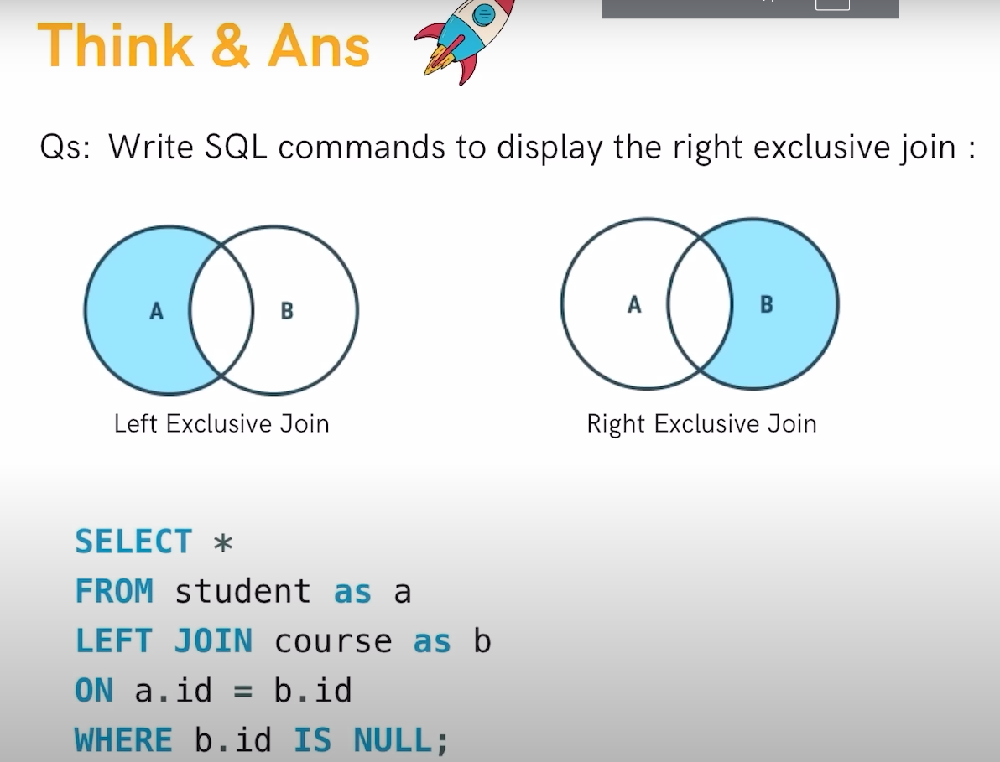 Think & Ans
Qs: Write SQL commands to display the right exclusive join :
A
B
A
B
Left Exclusive Join
Right Exclusive Join
SELECT *
FROM student as a
LEFT JOIN course as b
ON a.id = b.id
WHERE b.id IS NULL;